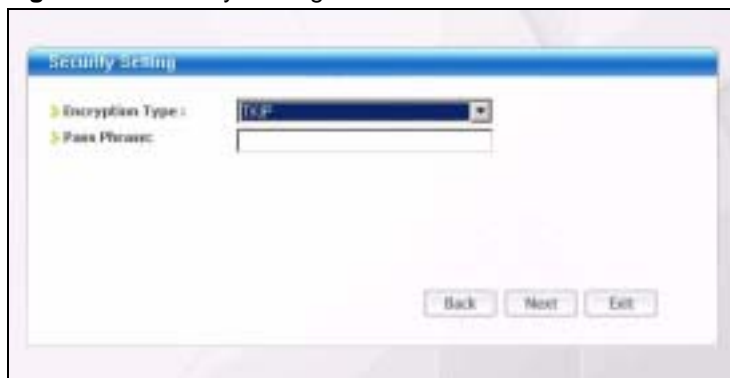 Security Setting
Encryption Type :
TKIP
Pass Phrase:
Back Next Exit